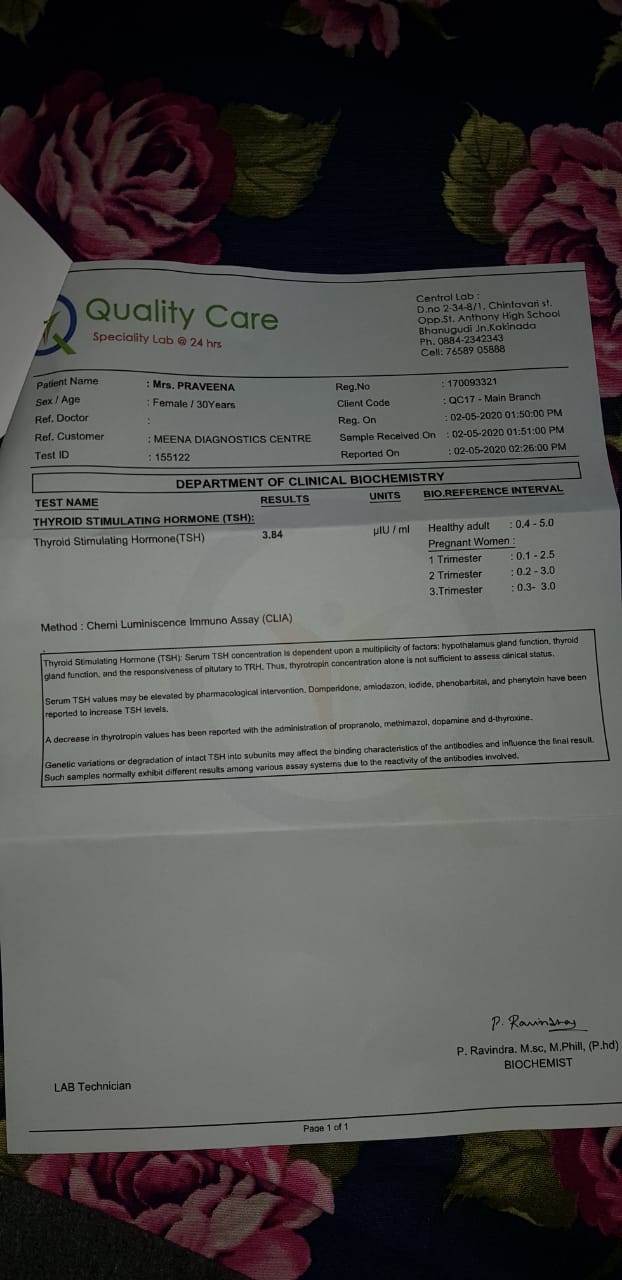 Quality Care
Speciality Lab @ 24 hrs
Central Lab :
D.no 2-34-8/1, Chintavari st.
Opp.St. Anthony High School
Bhanugudi Jn.Kakinada
Ph. 0884-2342343
Cell: 76589 05888
Patient Name : Mrs. PRAVEENA Reg.No : 170093321
Sex / Age : Female / 30Years Client Code : QC17 - Main Branch
Ref. Doctor : Reg. On : 02-05-2020 01:50:00 PM
Ref. Customer : MEENA DIAGNOSTICS CENTRE Sample Received On : 02-05-2020 01:51:00 PM
Test ID : 155122 Reported On : 02-05-2020 02:26:00 PM
DEPARTMENT OF CLINICAL BIOCHEMISTRY
TEST NAME RESULTS UNITS BIO.REFERENCE INTERVAL
THYROID STIMULATING HORMONE (TSH):
Thyroid Stimulating Hormone(TSH) 3.84 µIU / ml Healthy adult : 0.4 - 5.0
Pregnant Women :
1 Trimester : 0.1 - 2.5
2 Trimester : 0.2 - 3.0
3.Trimester : 0.3- 3.0
Method : Chemi Luminiscence Immuno Assay (CLIA)
Thyroid Stimulating Hormone (TSH): Serum TSH concentration is dependent upon a multiplicity of factors: hypothalamus gland function, thyroid
gland function, and the responsiveness of pitutary to TRH. Thus, thyrotropin concentration alone is not sufficient to assess clinical status.
Serum TSH values may be elevated by pharmacological intervention. Domperidone, amiodazon, iodide, phenobarbital, and phenytoin have been
reported to increase TSH levels.
A decrease in thyrotropin values has been reported with the administration of propranolo, methimazol, dopamine and d-thyroxine.
Genetic variations or degradation of intact TSH into subunits may affect the binding characteristics of the antibodies and influence the final result.
Such samples normally exhibit different results among various assay systems due to the reactivity of the antibodies involved.
P. Ravindra
P. Ravindra. M.sc, M.Phill, (P.hd)
BIOCHEMIST
LAB Technician
Page 1 of 1